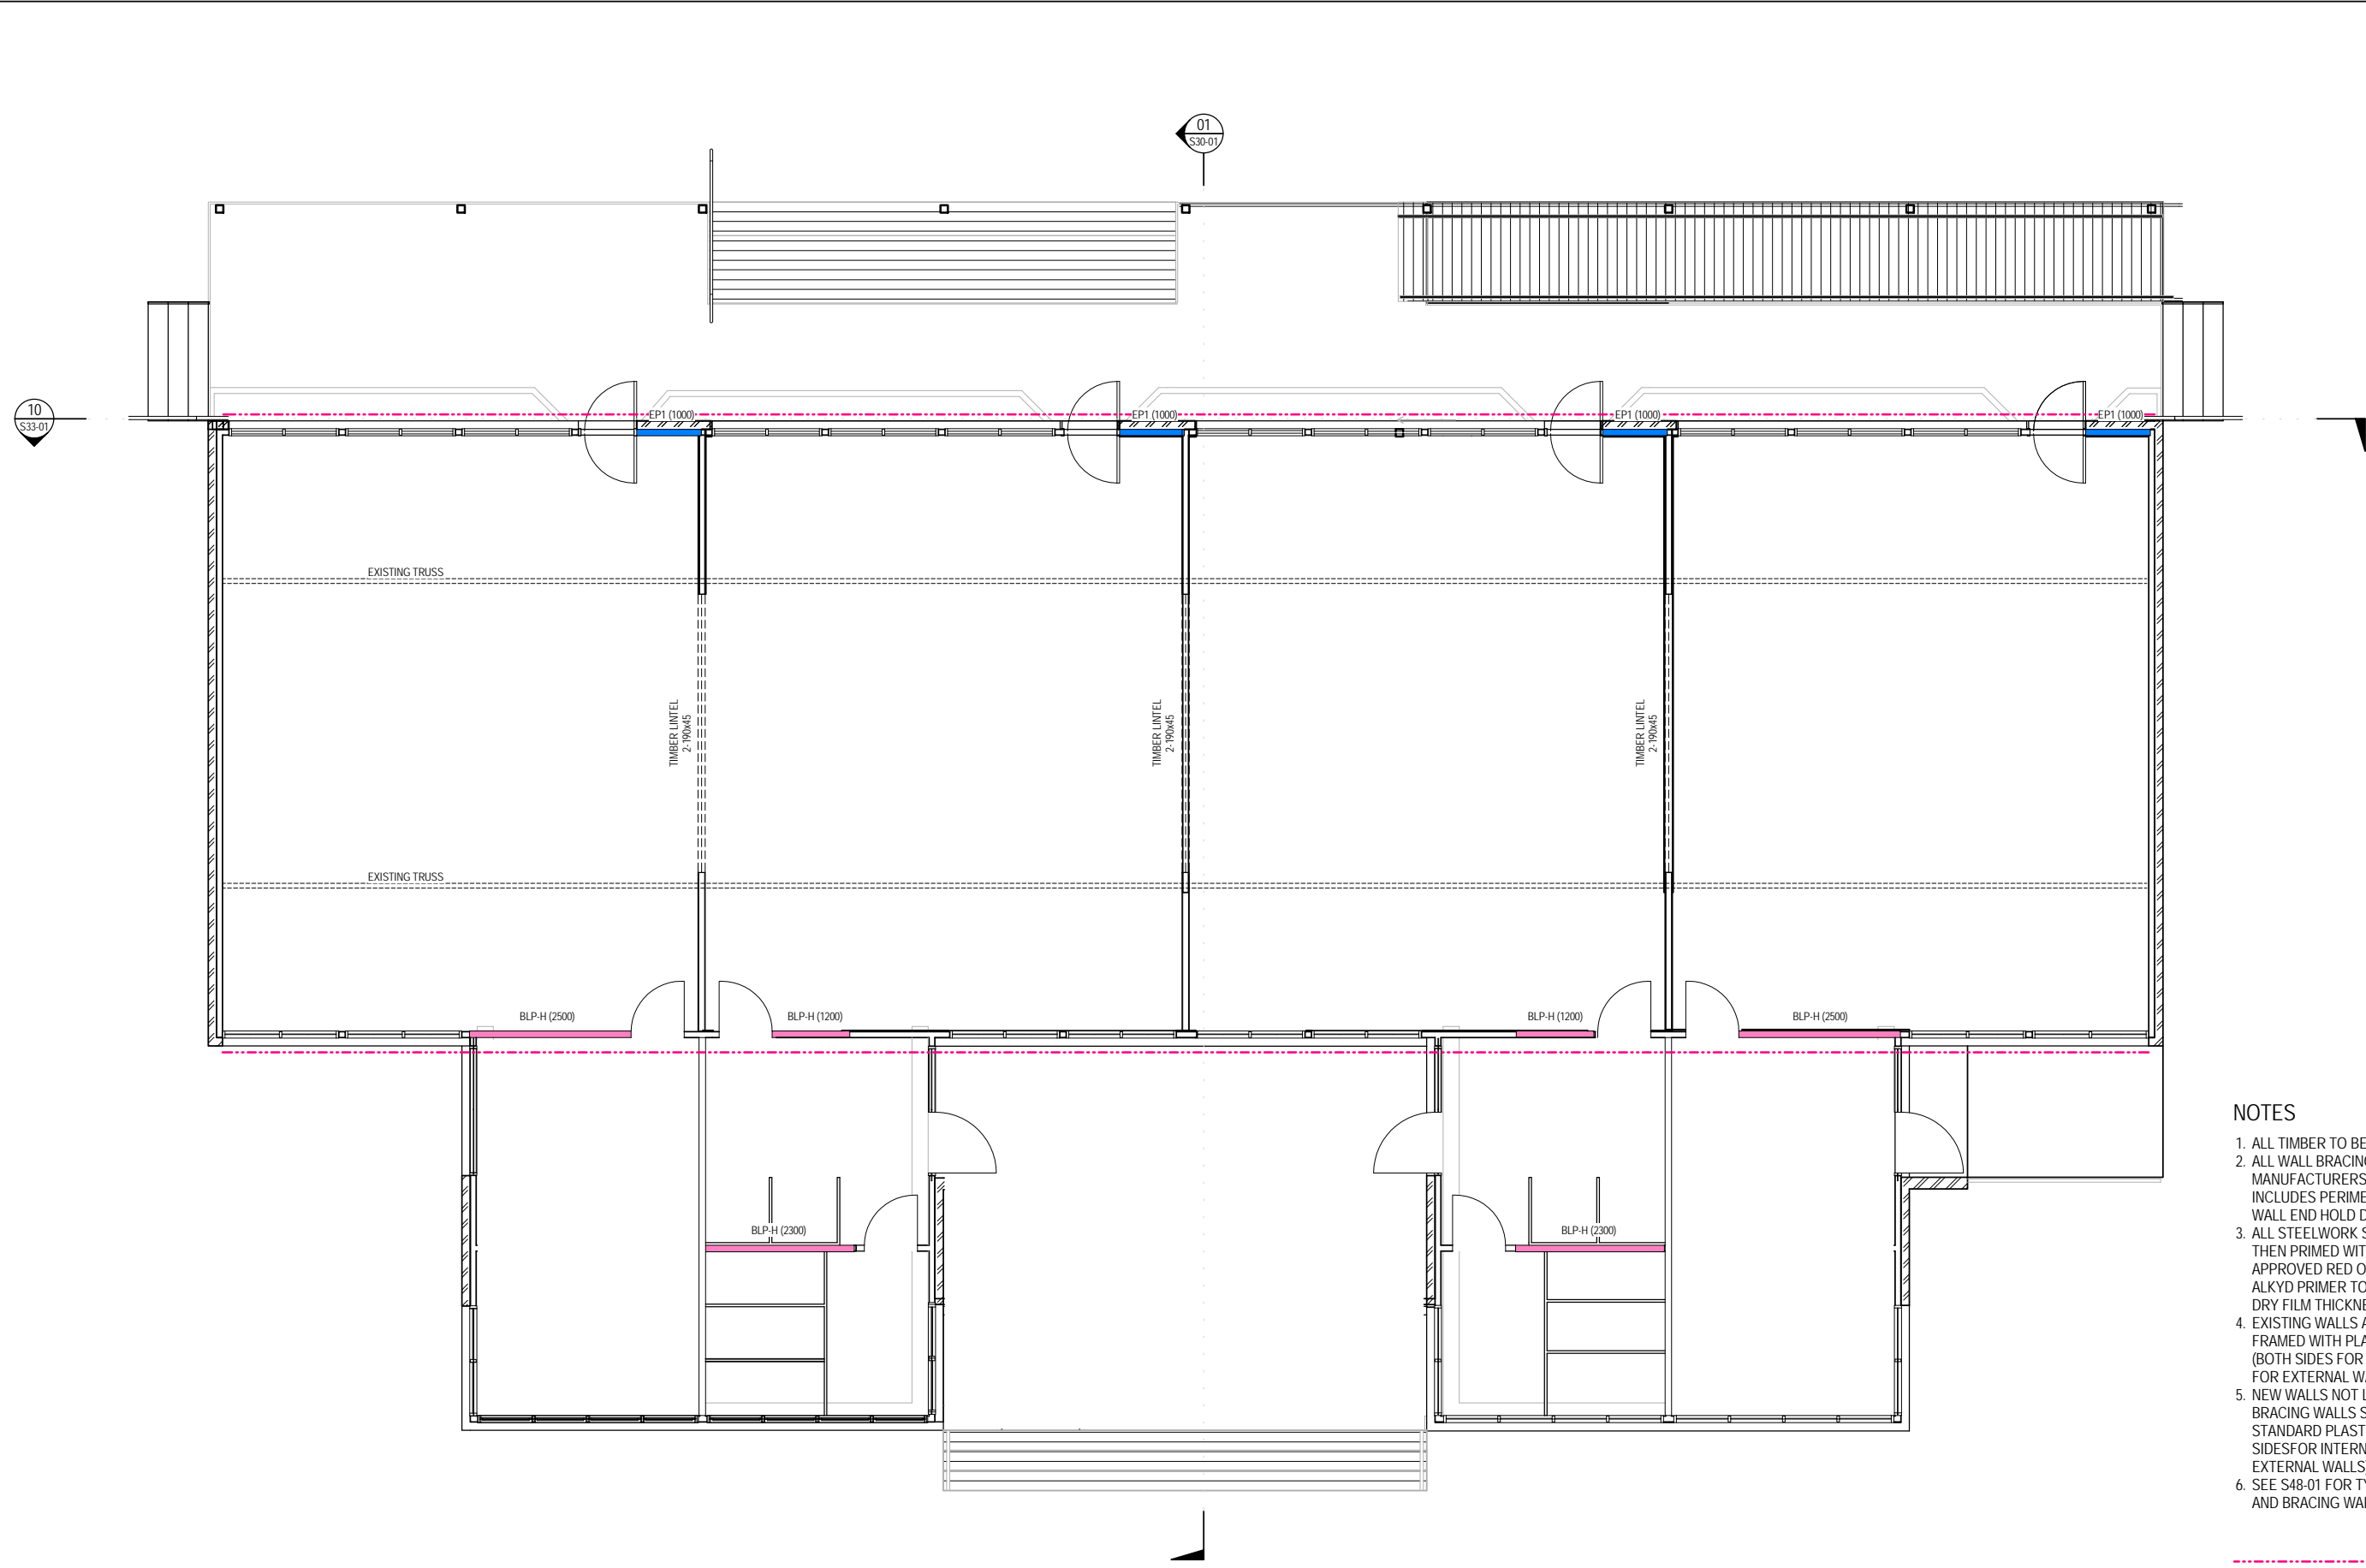 01
S30-01
10
S33-01
EP1 (1000)
EP1 (1000)
EP1 (1000)
EP1 (1000)
EXISTING TRUSS
TIMBER LINTEL
2-190x45
TIMBER LINTEL
2-190x45
TIMBER LINTEL
2-190x45
EXISTING TRUSS
BLP-H (2500)
BLP-H (1200)
BLP-H (1200)
BLP-H (2500)
BLP-H (2300)
BLP-H (2300)
NOTES
1. ALL TIMBER TO BE
2. ALL WALL BRACING
MANUFACTURERS
INCLUDES PERIME
WALL END HOLD D
3. ALL STEELWORK S
THEN PRIMED WIT
APPROVED RED O
ALKYD PRIMER TO
DRY FILM THICKNE
4. EXISTING WALLS A
FRAMED WITH PLA
(BOTH SIDES FOR
FOR EXTERNAL WA
5. NEW WALLS NOT L
BRACING WALLS S
STANDARD PLAST
SIDESFOR INTERN
EXTERNAL WALLS
6. SEE S48-01 FOR TY
AND BRACING WAL